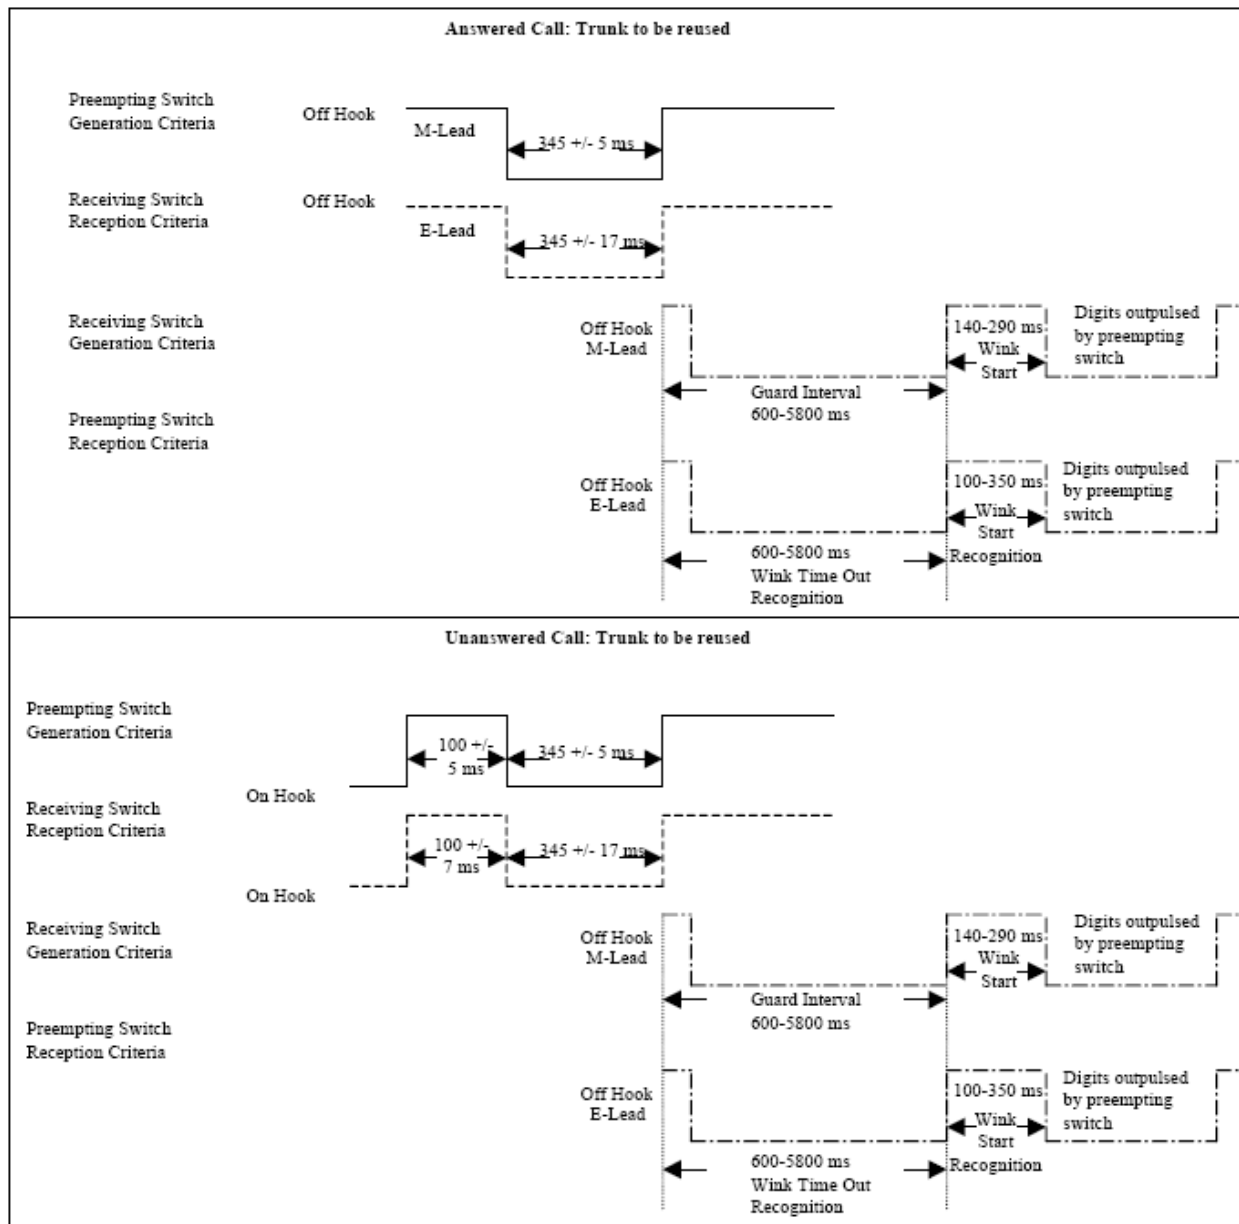 Answered Call: Trunk to be reused
Preempting Switch
Generation Criteria
Off Hook
M-Lead
345 +/- 5 ms
Receiving Switch
Reception Criteria
Off Hook
E-Lead
345 +/- 17 ms
Receiving Switch
Generation Criteria
Off Hook
M-Lead
140-290 ms
Wink
Start
Digits outpulsed
by preempting
switch
Guard Interval
600-5800 ms
Preempting Switch
Reception Criteria
Off Hook
E-Lead
100-350 ms
Wink
Start
Recognition
Digits outpulsed
by preempting
switch
600-5800 ms
Wink Time Out
Recognition
Unanswered Call: Trunk to be reused
Preempting Switch
Generation Criteria
On Hook
100 +/-
5 ms
345 +/- 5 ms
Receiving Switch
Reception Criteria
On Hook
100 +/-
7 ms
345 +/- 17 ms
Receiving Switch
Generation Criteria
Off Hook
M-Lead
140-290 ms
Wink
Start
Digits outpulsed
by preempting
switch
Guard Interval
600-5800 ms
Preempting Switch
Reception Criteria
Off Hook
E-Lead
100-350 ms
Wink
Start
Recognition
Digits outpulsed
by preempting
switch
600-5800 ms
Wink Time Out
Recognition